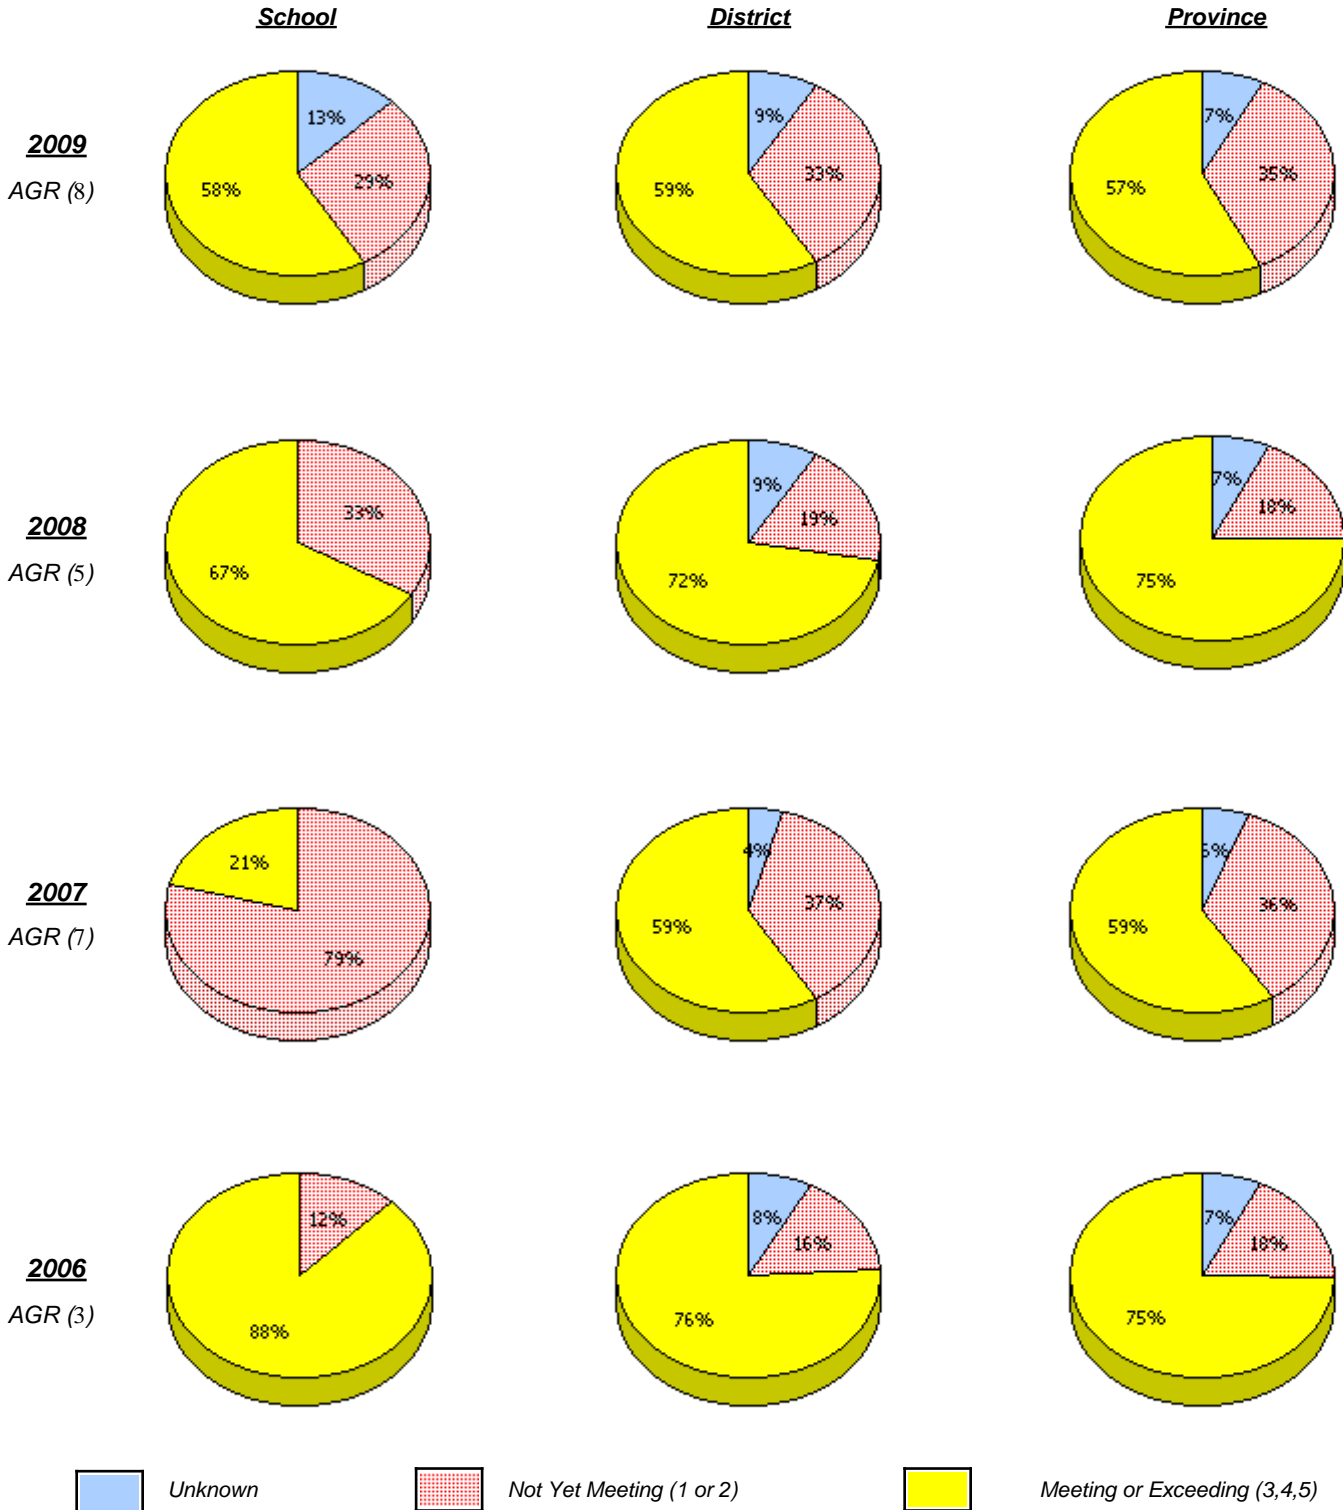 School District Province
2009
AGR (8)
13% 29% 58%
9% 33% 59%
7% 35% 57%
2008
AGR (5)
33% 67%
9% 19% 72%
7% 18% 75%
2007
AGR (7)
21% 79%
4% 37% 59%
36% 59%
2006
AGR (3)
12% 88%
8% 16% 76%
7% 18% 75%
Unknown Not Yet Meeting (1 or 2) Meeting or Exceeding (3,4,5)